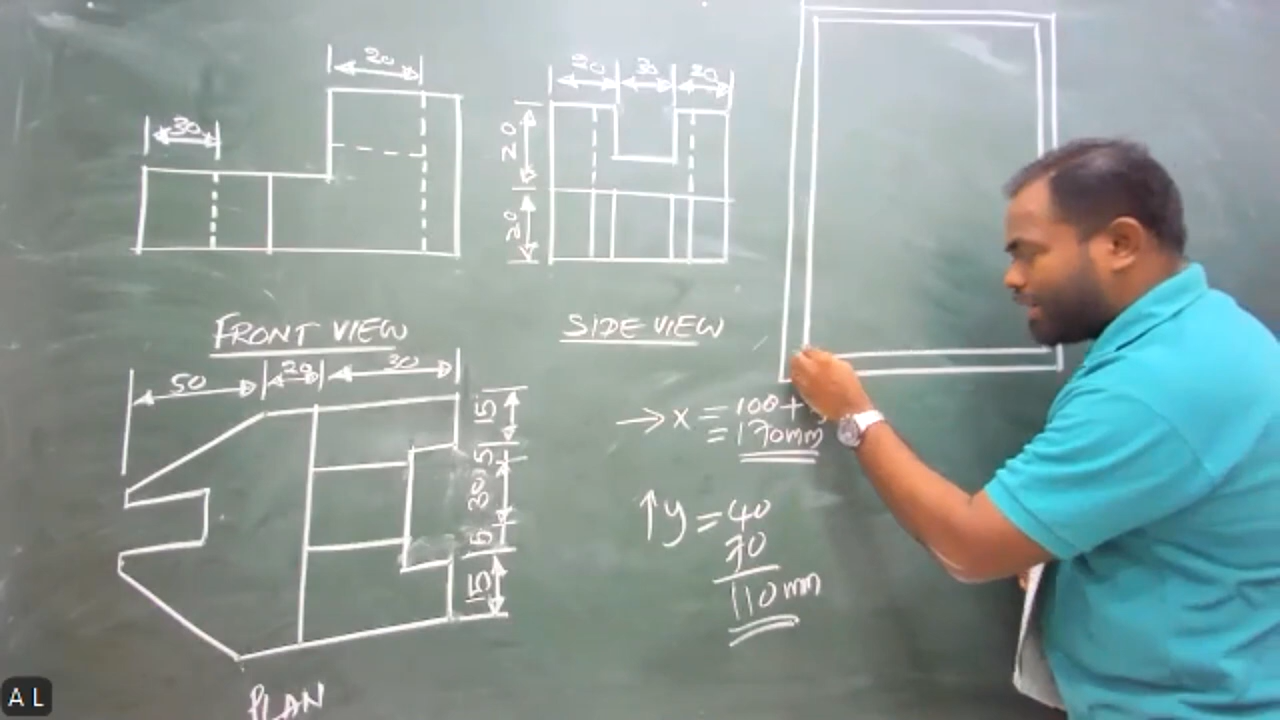 20
30
20 30 20
20
20
FRONT VIEW
SIDE VIEW
50 20 30
15
5
30
5
15
PLAN
→ x = 100+
= 170mm
↑ y = 40
70
110mm
A L